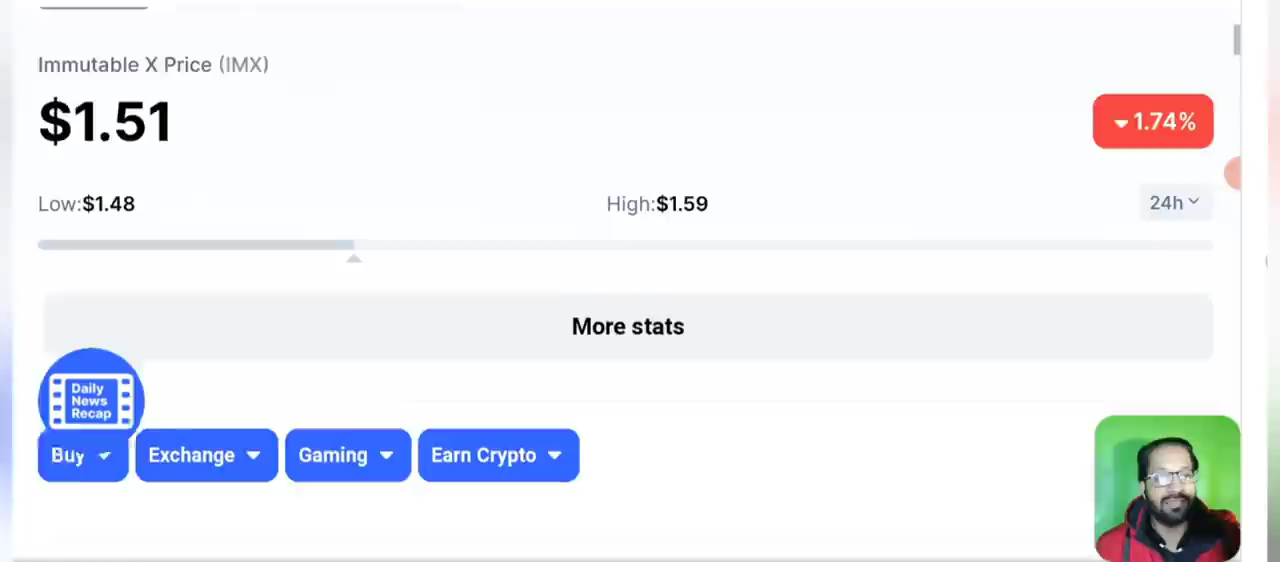 Immutable X Price (IMX)
$1.51
1.74%
Low:$1.48
High:$1.59
24h
More stats
Daily
News
Recap
Buy
Exchange
Gaming
Earn Crypto